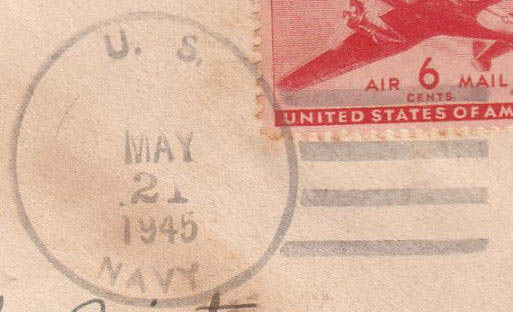 U. S.
MAY
21
1945
NAVY
AIR 6 MAIL
CENTS
UNITED STATES OF AM